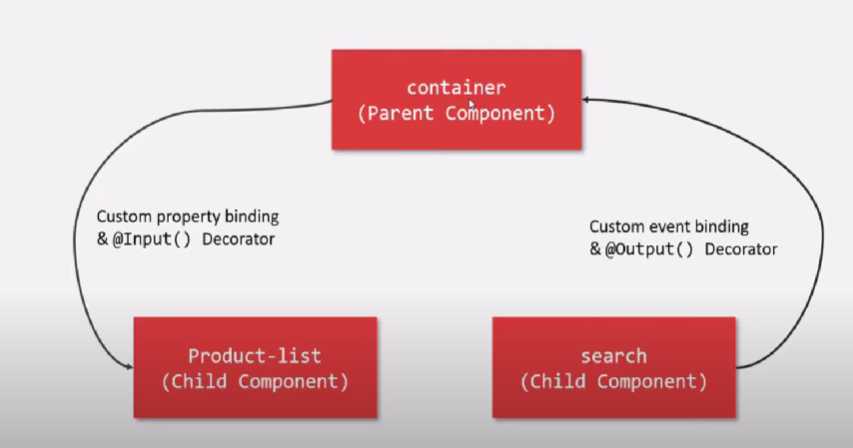 container
(Parent Component)
Custom property binding
& @Input() Decorator
Custom event binding
& @Output() Decorator
Product-list
(Child Component)
search
(Child Component)